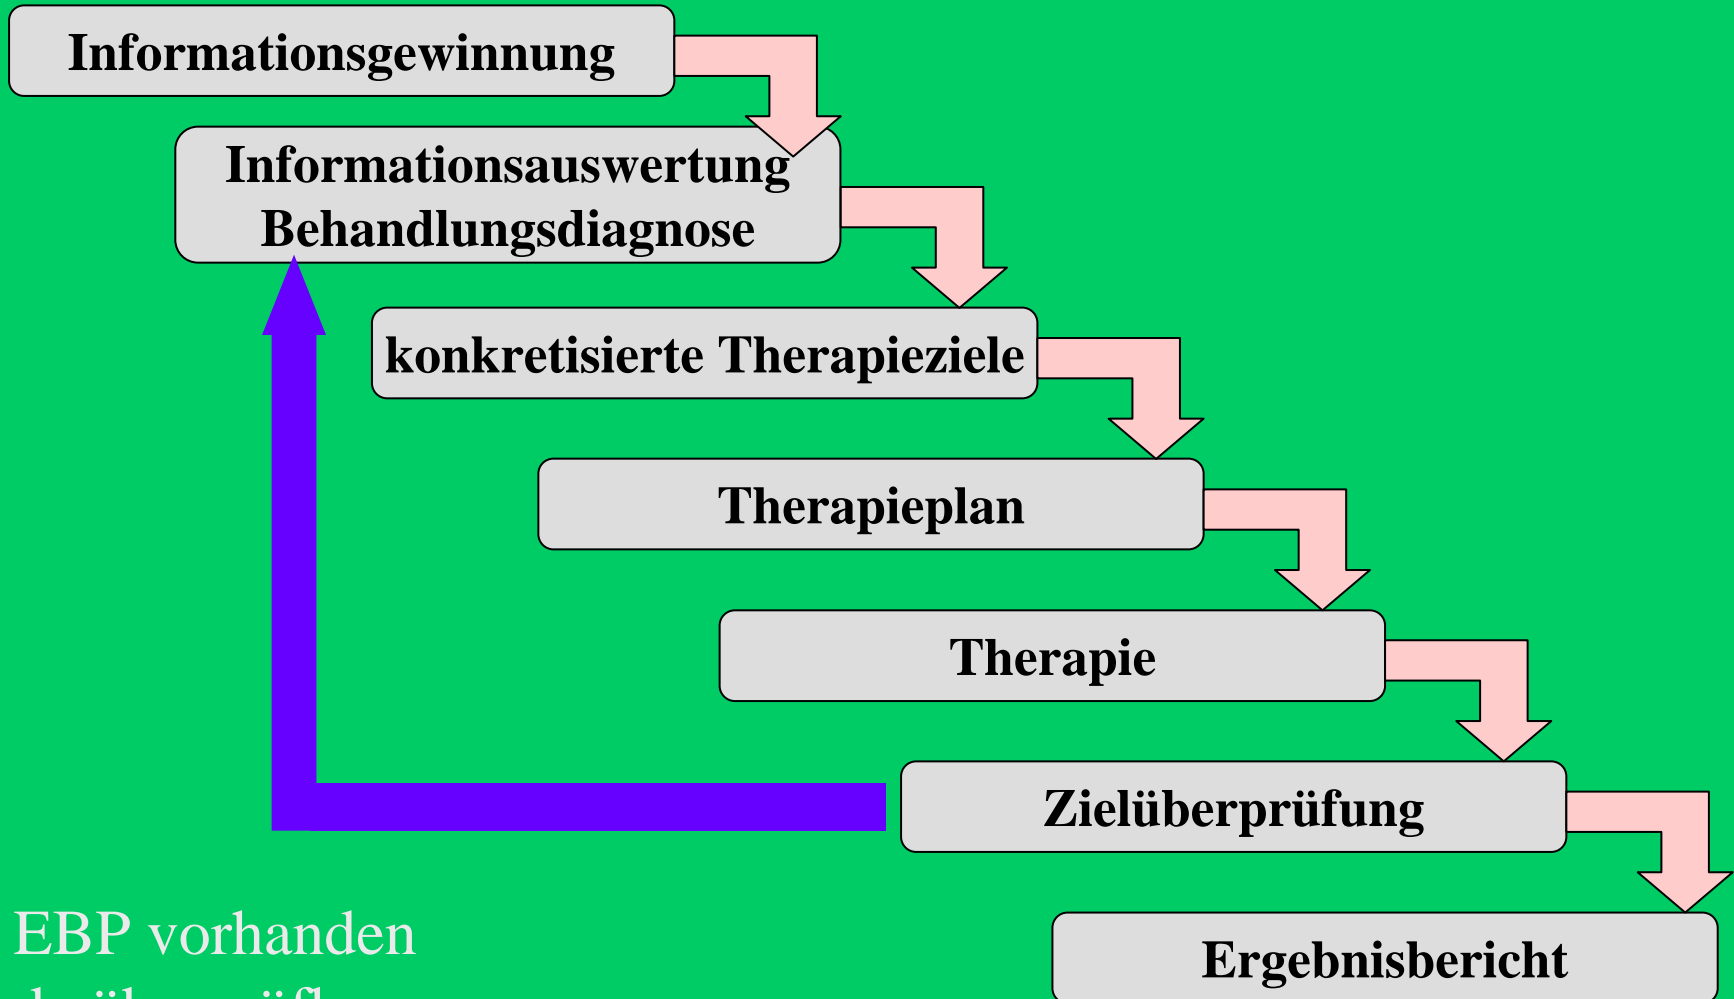 Informationsgewinnung
Informationsauswertung
Behandlungsdiagnose
konkretisierte Therapieziele
Therapieplan
Therapie
Zielüberprüfung
Ergebnisbericht
EBP vorhanden